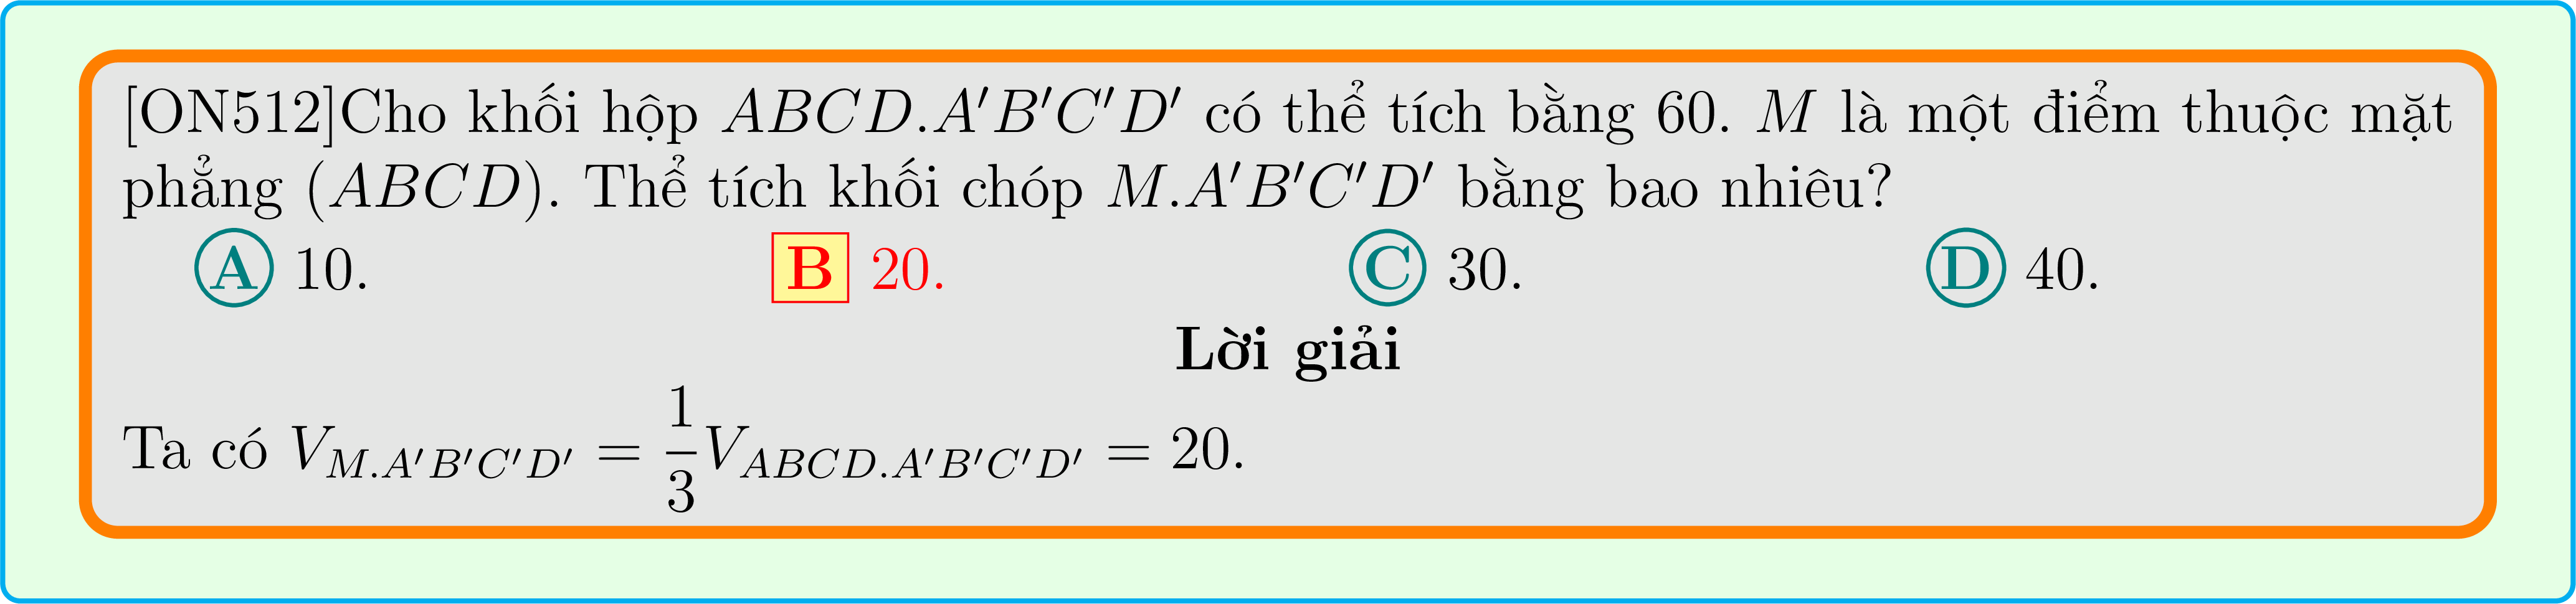 [ON512]Cho khối hộp ABCD.A′B′C′D′ có thể tích bằng 60. M là một điểm thuộc mặt
phẳng (ABCD). Thể tích khối chóp M.A′B′C′D′ bằng bao nhiêu?
A 10. B 20. C 30. D 40.
Lời giải
Ta có V_{M.A′B′C′D′} = \frac{1}{3}V_{ABCD.A′B′C′D′} = 20.